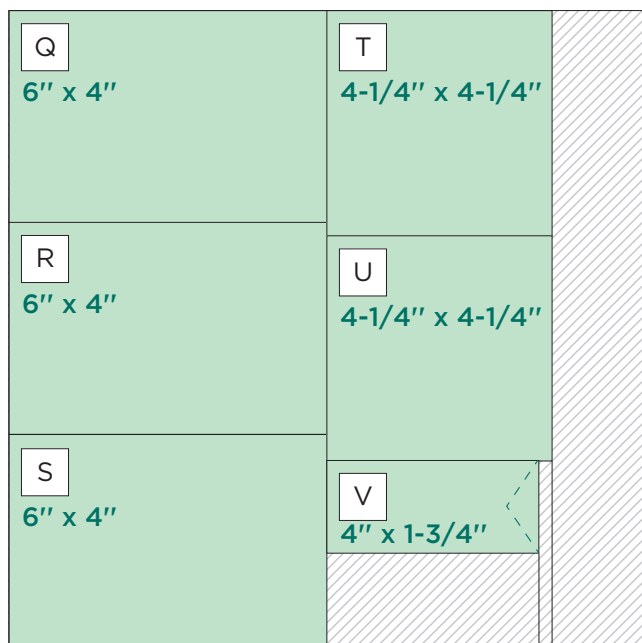 Q
6" x 4"
R
6" x 4"
S
6" x 4"
T
4-1/4" x 4-1/4"
U
4-1/4" x 4-1/4"
V
4" x 1-3/4"